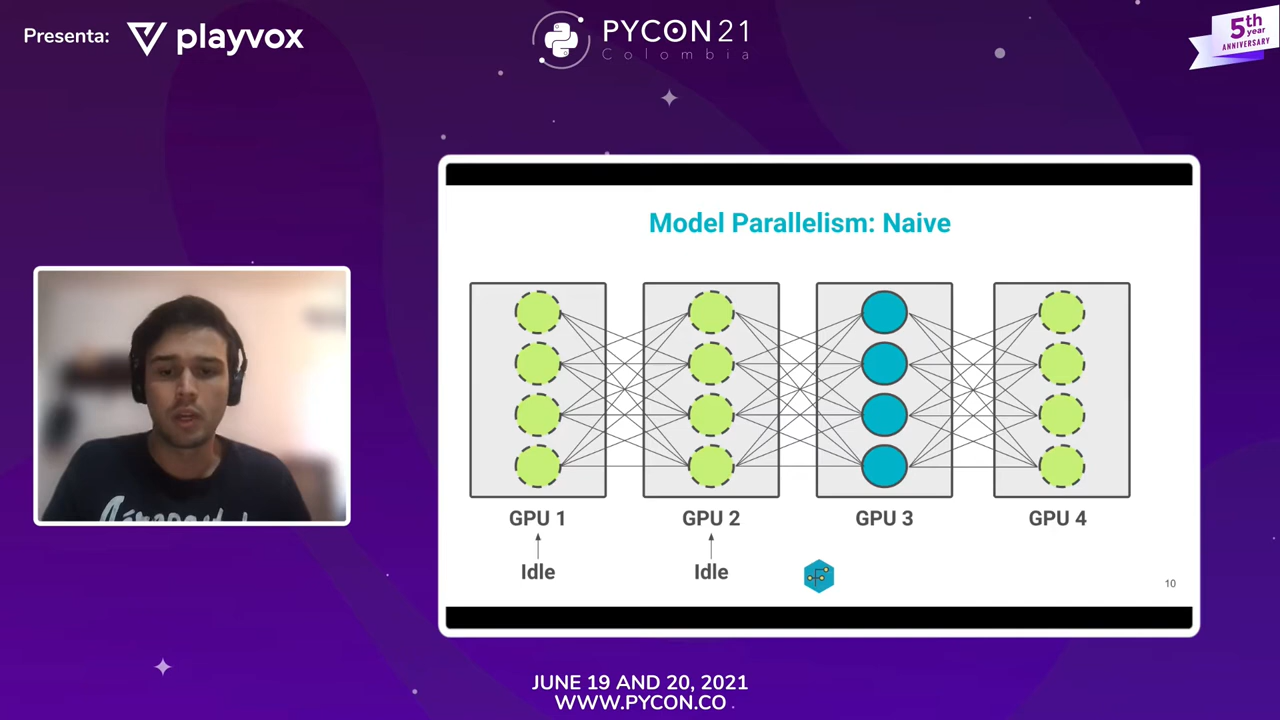 Presenta: playvox
PYCON 21
Colombia
5th
year
ANNIVERSARY
Model Parallelism: Naive
GPU 1
GPU 2
GPU 3
GPU 4
Idle
Idle
10
JUNE 19 AND 20, 2021
WWW.PYCON.CO